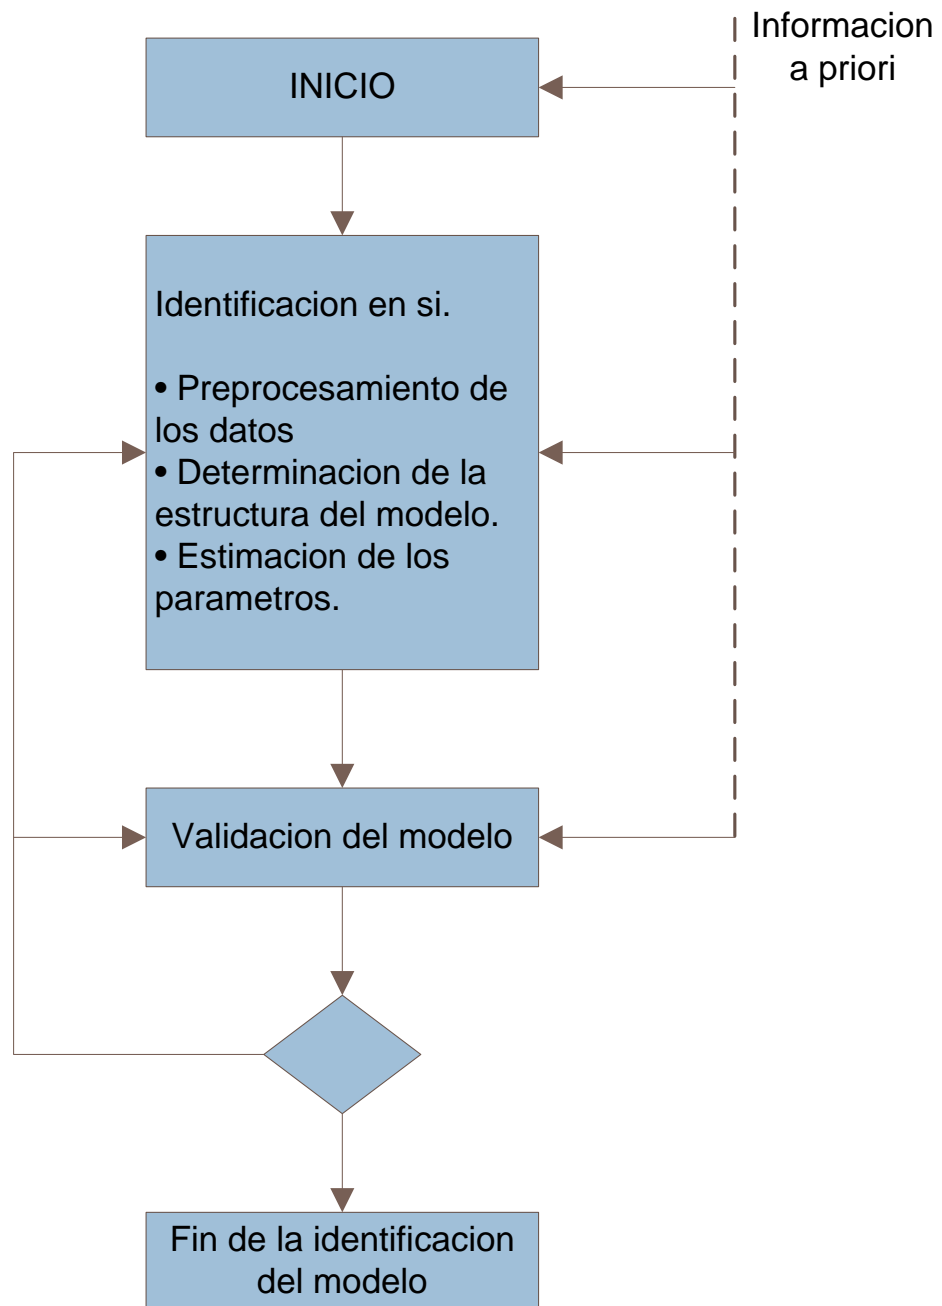 Informacion
a priori
INICIO
Identificacion en si.
• Preprocesamiento de
los datos
• Determinacion de la
estructura del modelo.
• Estimacion de los
parametros.
Validacion del modelo
Fin de la identificacion
del modelo